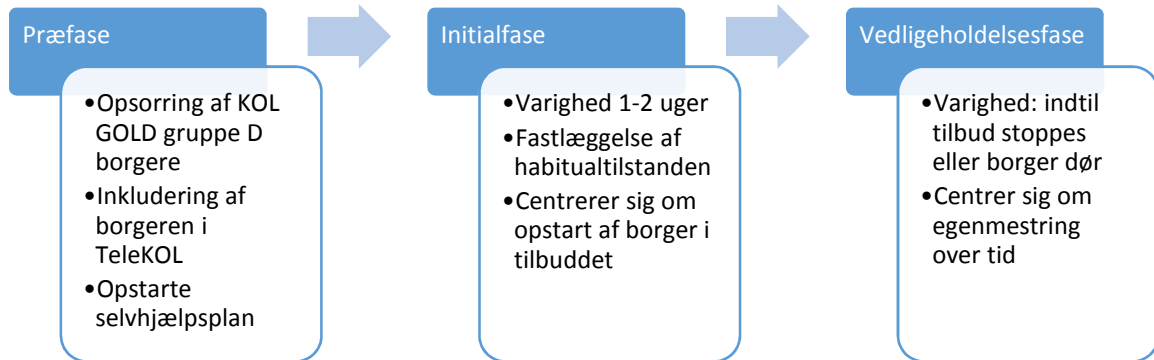 Præfase
•Opsorring af KOL
GOLD gruppe D
borgere
•Inkludering af
borgeren i
TeleKOL
•Opstarte
selvhjælpsplan
Initialfase
•Varighed 1-2 uger
•Fastlæggelse af
habitualtilstanden
•Centrerer sig om
opstart af borger i
tilbuddet
Vedligeholdelsesfase
•Varighed: indtil
tilbud stoppes
eller borger dør
•Centrer sig om
egenmestring
over tid